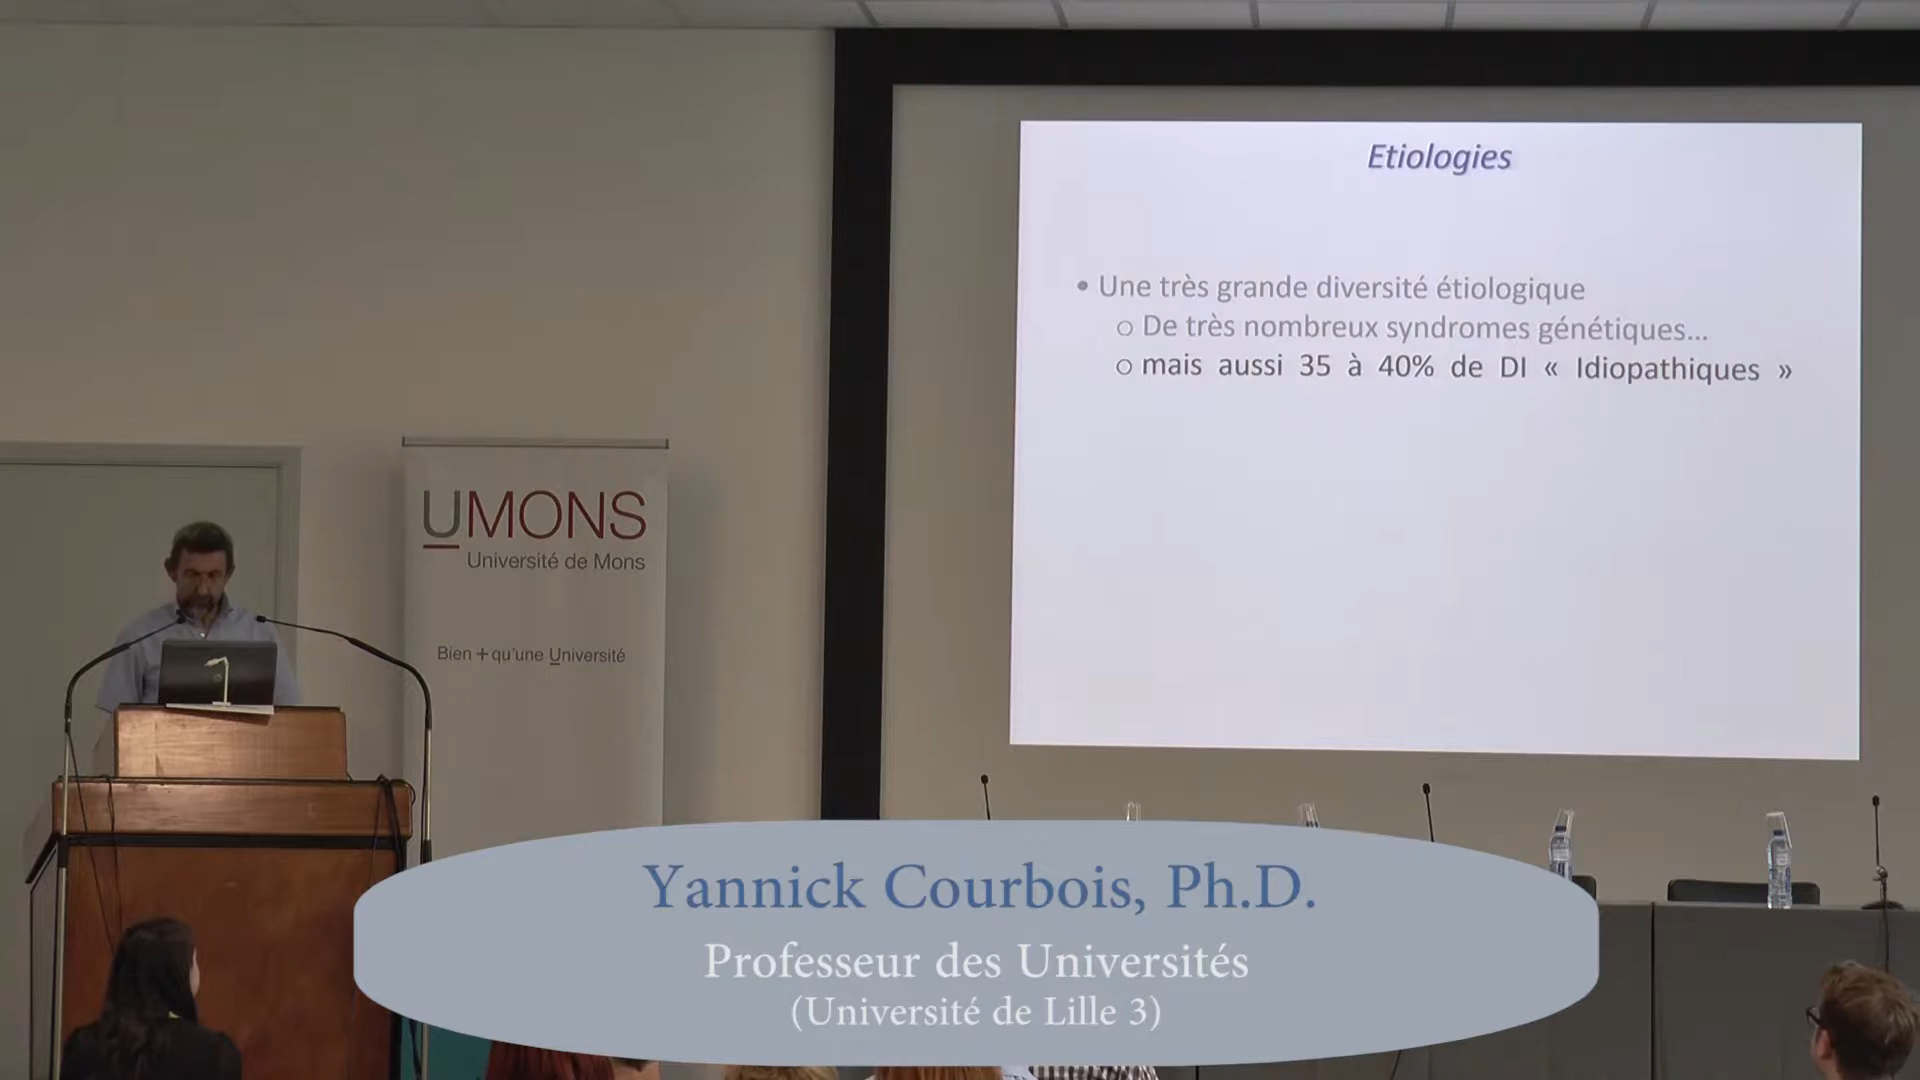 Etiologies
• Une très grande diversité étiologique
o De très nombreux syndromes génétiques...
o mais aussi 35 à 40% de DI « Idiopathiques »
UMONS
Université de Mons
Bien + qu'une Université
Yannick Courbois, Ph.D.
Professeur des Universités
(Université de Lille 3)